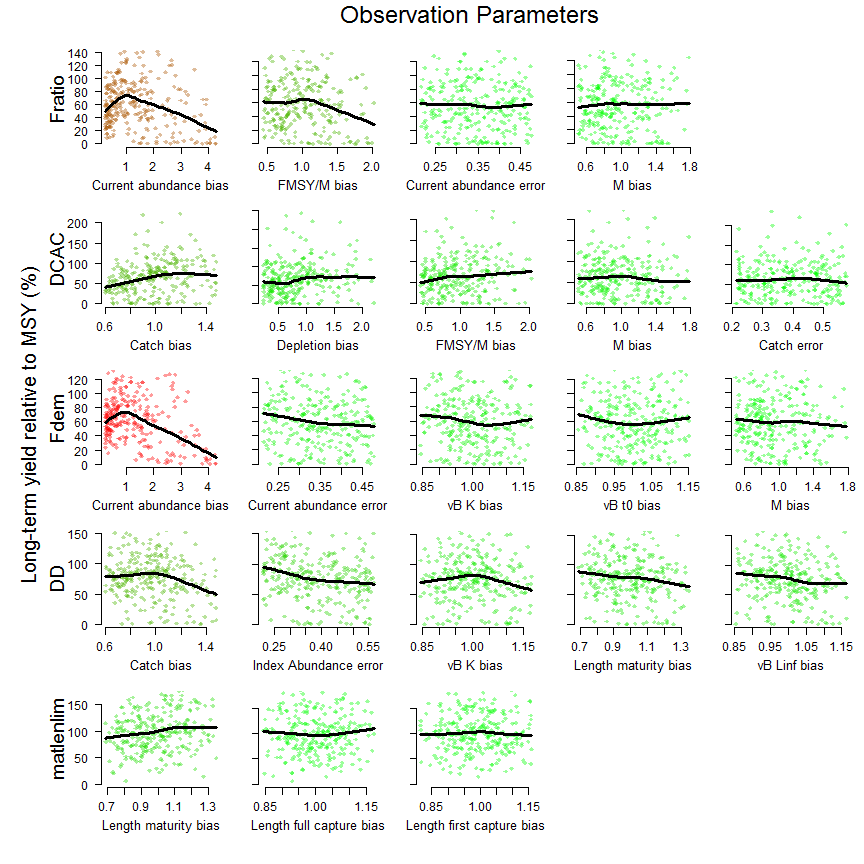 Observation Parameters
Long-term yield relative to MSY (%)
Fratio
140
120
100
80
60
40
20
0
1 2 3 4
Current abundance bias
0.5 1.0 1.5 2.0
FMSY/M bias
0.25 0.35 0.45
Current abundance error
0.6 1.0 1.4 1.8
M bias
DCAC
200
150
100
50
0
0.6 1.0 1.4
Catch bias
0.5 1.0 1.5 2.0
Depletion bias
0.5 1.0 1.5 2.0
FMSY/M bias
0.6 1.0 1.4 1.8
M bias
0.2 0.3 0.4 0.5
Catch error
Fdem
120
100
80
60
40
20
0
1 2 3 4
Current abundance bias
0.25 0.35 0.45
Current abundance error
0.85 1.00 1.15
vB K bias
0.85 0.95 1.05 1.15
vB t0 bias
0.6 1.0 1.4 1.8
M bias
DD
150
100
50
0
0.6 1.0 1.4
Catch bias
0.25 0.40 0.55
Index Abundance error
0.85 1.00 1.15
vB K bias
0.7 0.9 1.1 1.3
Length maturity bias
0.85 0.95 1.05 1.15
vB Linf bias
matlenlim
150
100
50
0
0.7 0.9 1.1 1.3
Length maturity bias
0.85 1.00 1.15
Length full capture bias
0.85 1.00 1.15
Length first capture bias